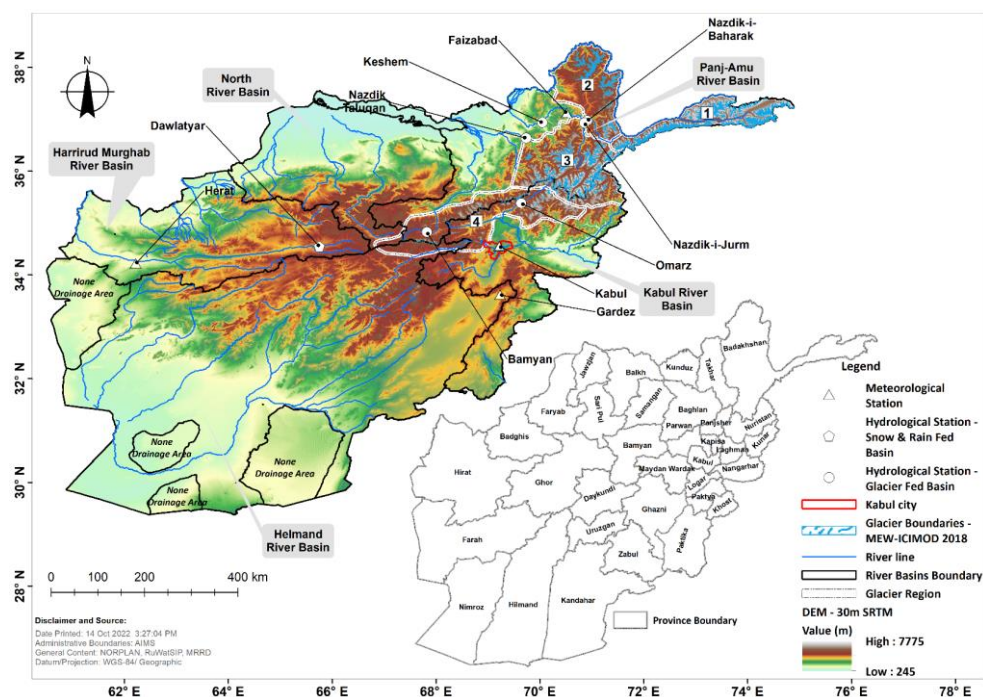 38° N
36° N
34° N
32° N
30° N
28° N
62° E
64° E
66° E
68° E
70° E
72° E
74° E
N
Nazdik-i-
Baharak
Faizabad
Keshem
Nazdik
Taluqan
North
River Basin
Panj-Amu
River Basin
Dawlatyar
Harrirud Murghab
River Basin
Herat
1
2
3
4
Nazdik-i-Jurm
Omarz
Kabul
Kabul River
Basin
Gardez
Bamyan
None
Drainage Area
None
Drainage Area
None
Drainage Area
None
Drainage Area
Helmand
River Basin
0 100 200 400 km
Disclaimer and Source:
Date Printed: 14 Oct 2022 3:27:04 PM
Administrative Boundaries: AIMS
General Content: NORPLAN, RuWatSIP, MRRD
Datum/Projection: WGS-84/ Geographic
Badakhshan
Jawzjan
Balkh
Kunduz
Takhar
Faryab
Sari Pul
Samangan
Baghlan
Badghis
Bamyan
Parwan
Panjsher
Nuristan
Kapisa
Laghman
Kunar
Hirat
Ghor
Maydan Wardak
Kabul
Nangarhar
Logar
Daykundi
Paktya
Khost
Ghazni
Uruzgan
Farah
Zabul
Paktika
Nimroz
Hilmand
Kandahar
Province Boundary
Legend
Meteorological
Station
Hydrological Station -
Snow & Rain Fed
Basin
Hydrological Station -
Glacier Fed Basin
Kabul city
Glacier Boundaries -
MEW-ICIMOD 2018
River line
River Basins Boundary
Glacier Region
DEM - 30m SRTM
Value (m)
High : 7775
Low : 245